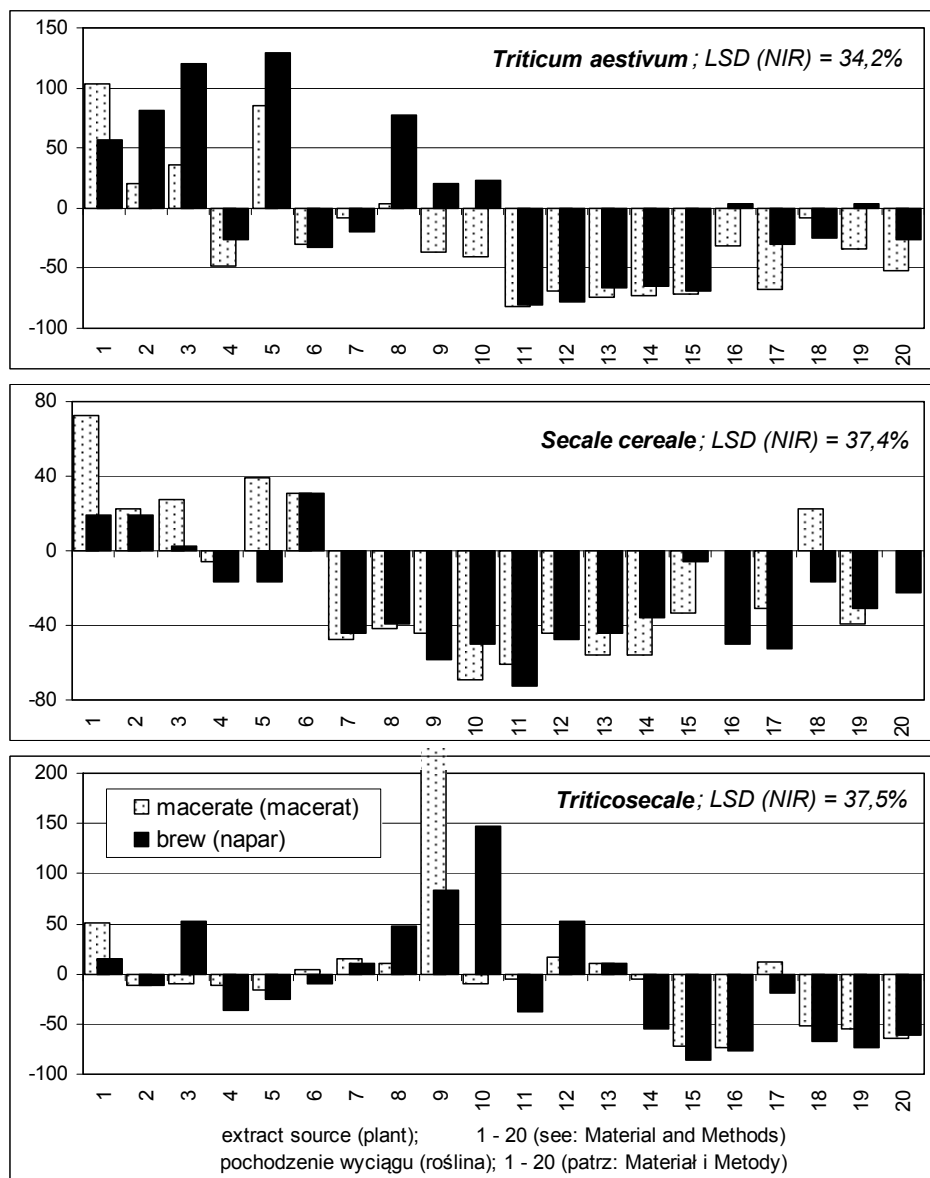 150
100
50
0
-50
-100
Triticum aestivum ; LSD (NIR) = 34,2%
1 2 3 4 5 6 7 8 9 10 11 12 13 14 15 16 17 18 19 20
80
40
0
-40
-80
Secale cereale ; LSD (NIR) = 37,4%
1 2 3 4 5 6 7 8 9 10 11 12 13 14 15 16 17 18 19 20
200
150
100
50
0
-50
-100
Triticosecale ; LSD (NIR) = 37,5%
macerate (macerat)
brew (napar)
1 2 3 4 5 6 7 8 9 10 11 12 13 14 15 16 17 18 19 20
extract source (plant); 1 - 20 (see: Material and Methods)
pochodzenie wyciągu (roślina); 1 - 20 (patrz: Materiał i Metody)